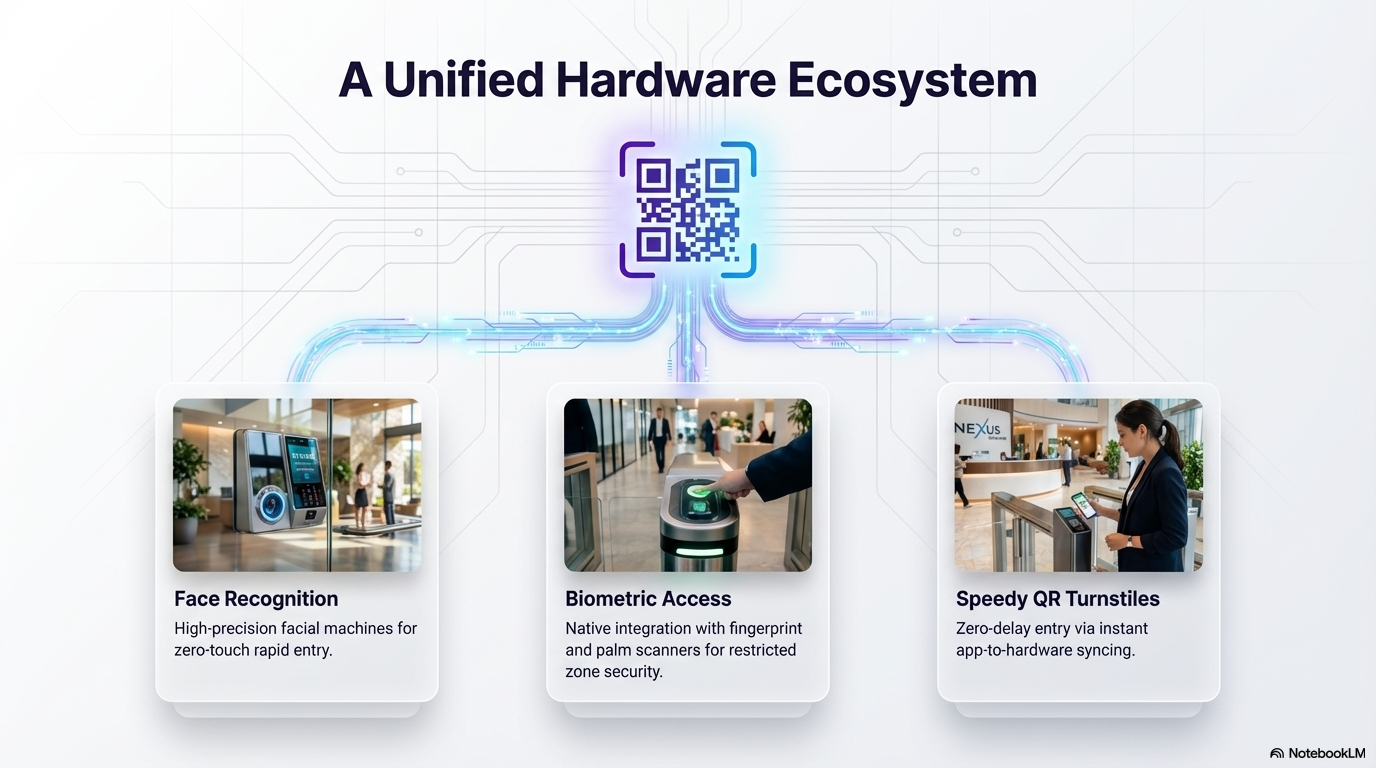 A Unified Hardware Ecosystem
NEXUS
Face Recognition
High-precision facial machines for
zero-touch rapid entry.
Biometric Access
Native integration with fingerprint
and palm scanners for restricted
zone security.
Speedy QR Turnstiles
Zero-delay entry via instant
app-to-hardware syncing.
NotebookLM